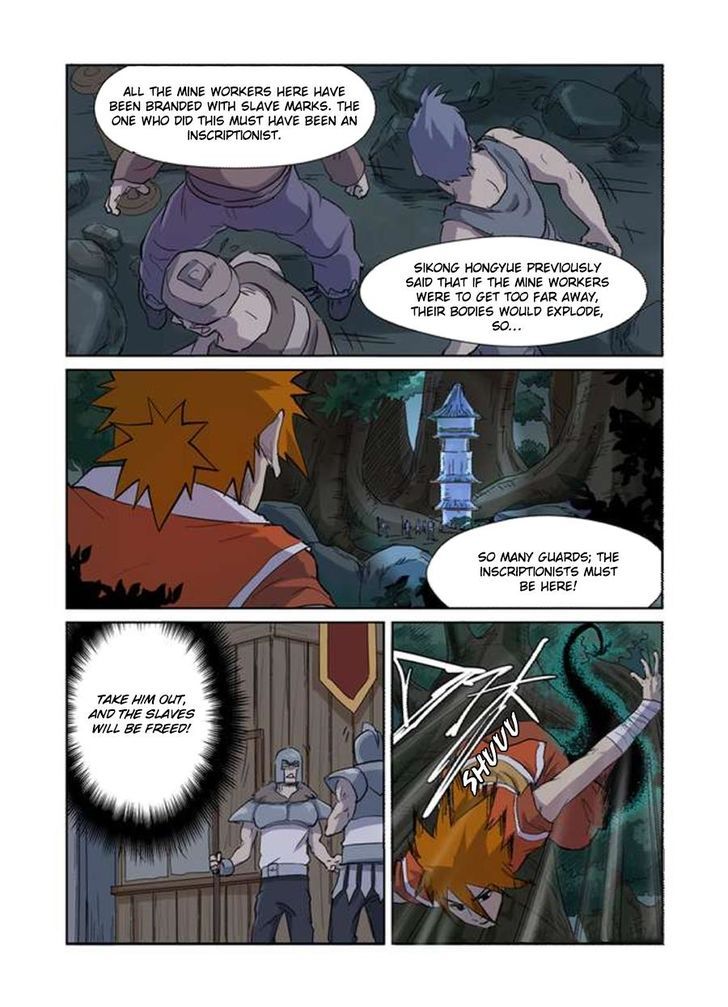 ALL THE MINE WORKERS HERE HAVE
BEEN BRANDED WITH SLAVE MARKS. THE
ONE WHO DID THIS MUST HAVE BEEN AN
INSCRIPTIONIST.
SIKONG HONGYUE PREVIOUSLY
SAID THAT IF THE MINE WORKERS
WERE TO GET TOO FAR AWAY,
THEIR BODIES WOULD EXPLODE,
SO...
SO MANY GUARDS; THE
INSCRIPTIONISTS MUST
BE HERE!
TAKE HIM OUT,
AND THE SLAVES
WILL BE FREED!
SHUUU